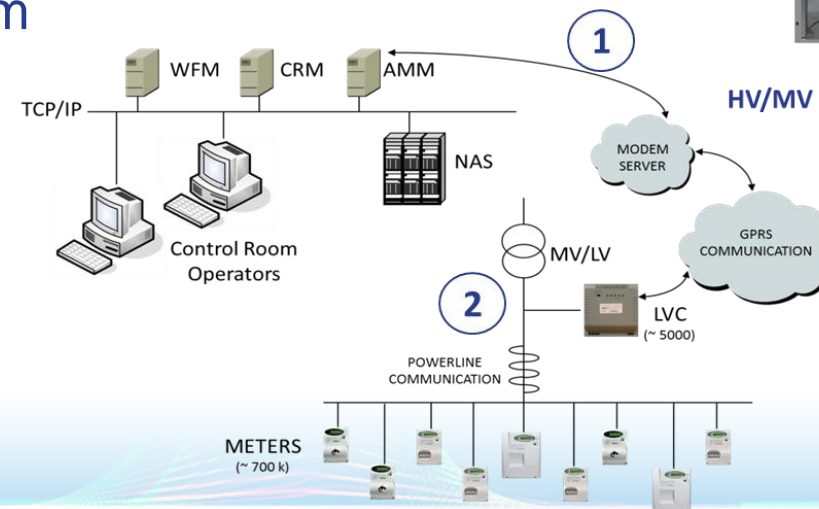 m
1
WFM
CRM
AMM
HV/MV
TCP/IP
MODEM
SERVER
NAS
GPRS
COMMUNICATION
Control Room
Operators
MV/LV
2
LVC
(~ 5000)
POWERLINE
COMMUNICATION
METERS
(~ 700 k)